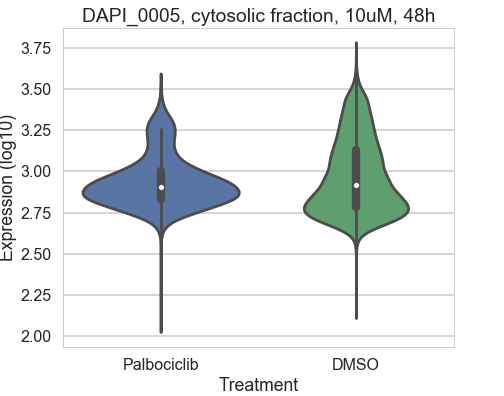 DAPI_0005, cytosolic fraction, 10uM, 48h
Expression (log10)
3.75
3.50
3.25
3.00
2.75
2.50
2.25
2.00
Palbociclib DMSO
Treatment